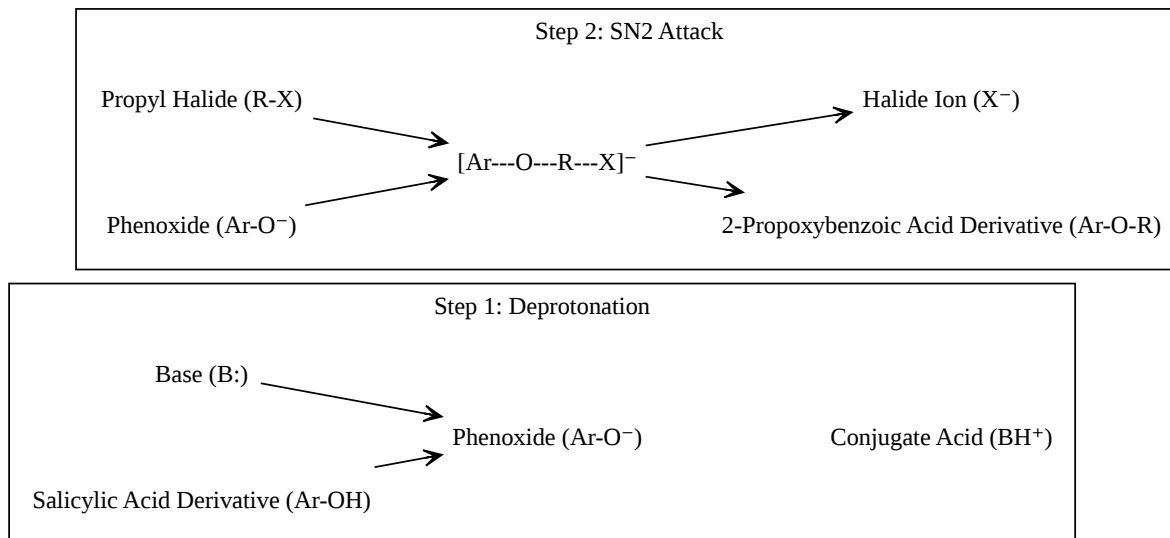 Step 2: SN2 Attack
Propyl Halide (R-X)
Halide Ion (X⁻)
[Ar---O---R---X]⁻
Phenoxide (Ar-O⁻)
2-Propoxybenzoic Acid Derivative (Ar-O-R)
Step 1: Deprotonation
Base (B:)
Phenoxide (Ar-O⁻)
Conjugate Acid (BH⁺)
Salicylic Acid Derivative (Ar-OH)